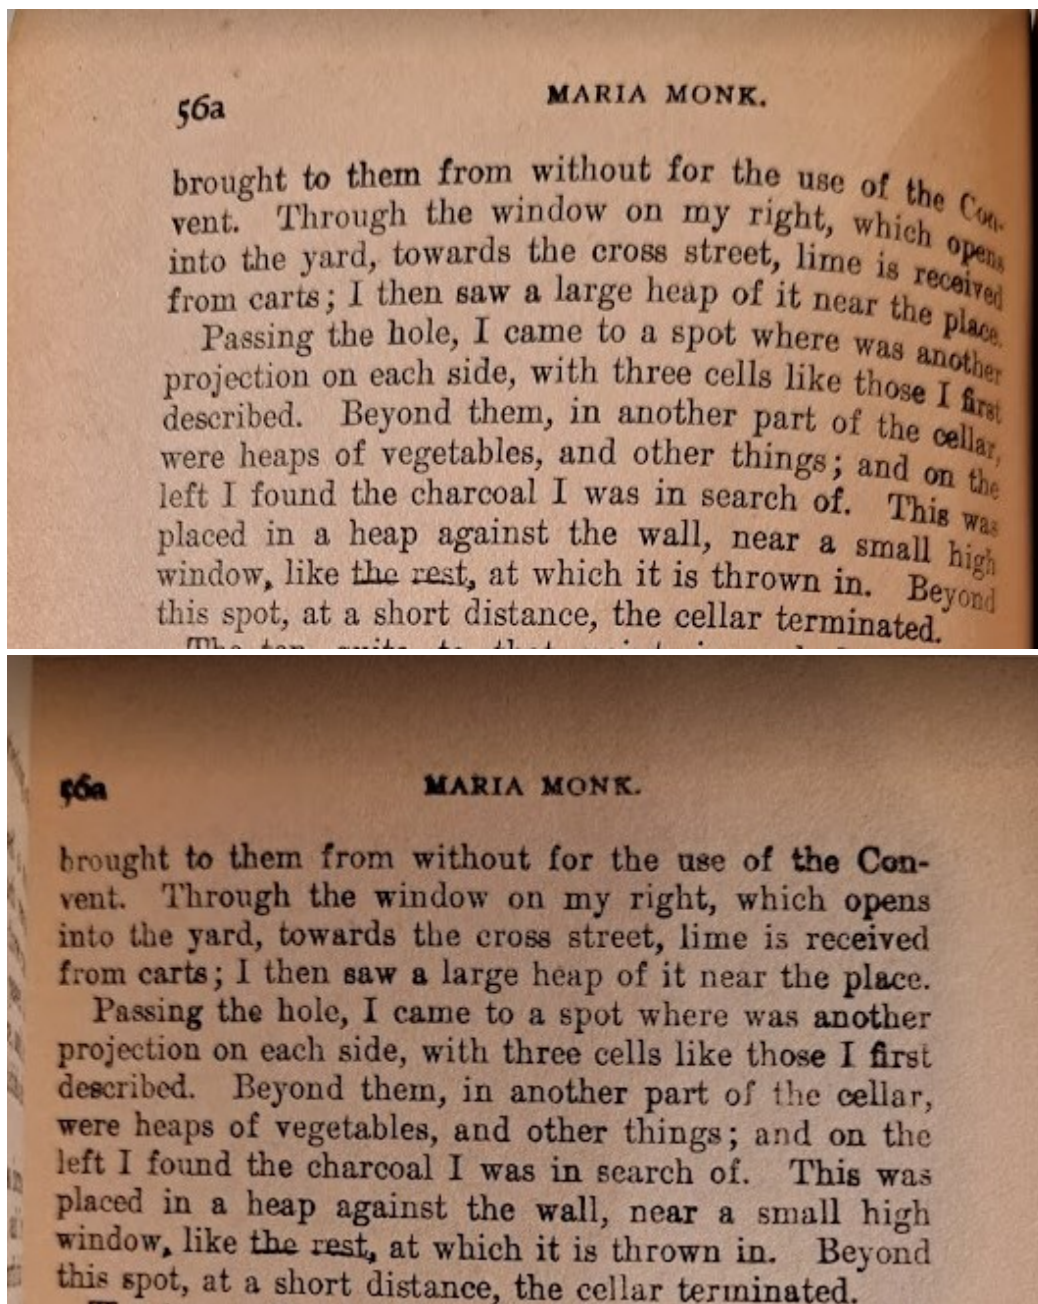 56a MARIA MONK.
brought to them from without for the use of the Con-
vent. Through the window on my right, which opens
into the yard, towards the cross street, lime is received
from carts; I then saw a large heap of it near the place.
Passing the hole, I came to a spot where was another
projection on each side, with three cells like those I first
described. Beyond them, in another part of the cellar,
were heaps of vegetables, and other things; and on the
left I found the charcoal I was in search of. This was
placed in a heap against the wall, near a small high
window, like the rest, at which it is thrown in. Beyond
this spot, at a short distance, the cellar terminated.
56a MARIA MONK.
brought to them from without for the use of the Con-
vent. Through the window on my right, which opens
into the yard, towards the cross street, lime is received
from carts; I then saw a large heap of it near the place.
Passing the hole, I came to a spot where was another
projection on each side, with three cells like those I first
described. Beyond them, in another part of the cellar,
were heaps of vegetables, and other things; and on the
left I found the charcoal I was in search of. This was
placed in a heap against the wall, near a small high
window, like the rest, at which it is thrown in. Beyond
this spot, at a short distance, the cellar terminated.